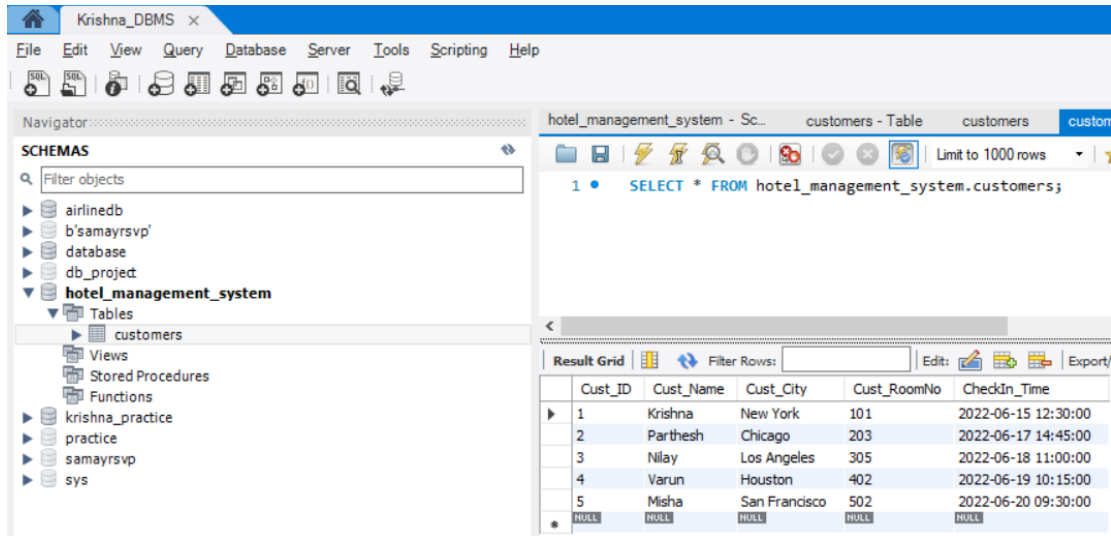 Krishna_DBMS ×
File Edit View Query Database Server Tools Scripting Help
Navigator
SCHEMAS
Filter objects
airlinedb
b'samayrsvp'
database
db_project
hotel_management_system
Tables
customers
Views
Stored Procedures
Functions
krishna_practice
practice
samayrsvp
sys
hotel_management_system - Sc... customers - Table customers custom
Limit to 1000 rows
1 SELECT * FROM hotel_management_system.customers;
Result Grid Filter Rows: Edit: Export/
Cust_ID Cust_Name Cust_City Cust_RoomNo CheckIn_Time
1 Krishna New York 101 2022-06-15 12:30:00
2 Parthesh Chicago 203 2022-06-17 14:45:00
3 Nilay Los Angeles 305 2022-06-18 11:00:00
4 Varun Houston 402 2022-06-19 10:15:00
5 Misha San Francisco 502 2022-06-20 09:30:00
NULL NULL NULL NULL NULL